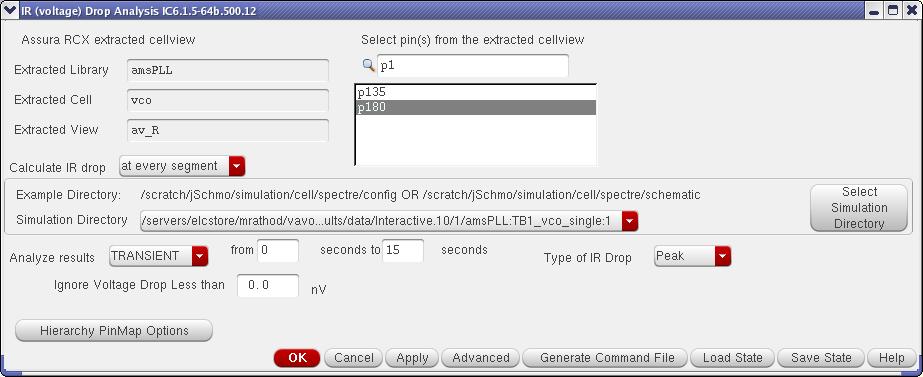 IR (voltage) Drop Analysis IC6.1.5-64b.500.12
Assura RCX extracted cellview
Select pin(s) from the extracted cellview
Extracted Library amsPLL
p1
Extracted Cell vco
p135
p180
Extracted View av_R
Calculate IR drop at every segment
Example Directory: /scratch/jSchmo/simulation/cell/spectre/config OR /scratch/jSchmo/simulation/cell/spectre/schematic
Simulation Directory /servers/elcstore/mrathod/vavo...ults/data/Interactive.10/1/amsPLL:TB1_vco_single:1
Select
Simulation
Directory
Analyze results TRANSIENT from 0 seconds to 15 seconds Type of IR Drop Peak
Ignore Voltage Drop Less than 0.0 nV
Hierarchy PinMap Options
OK Cancel Apply Advanced Generate Command File Load State Save State Help